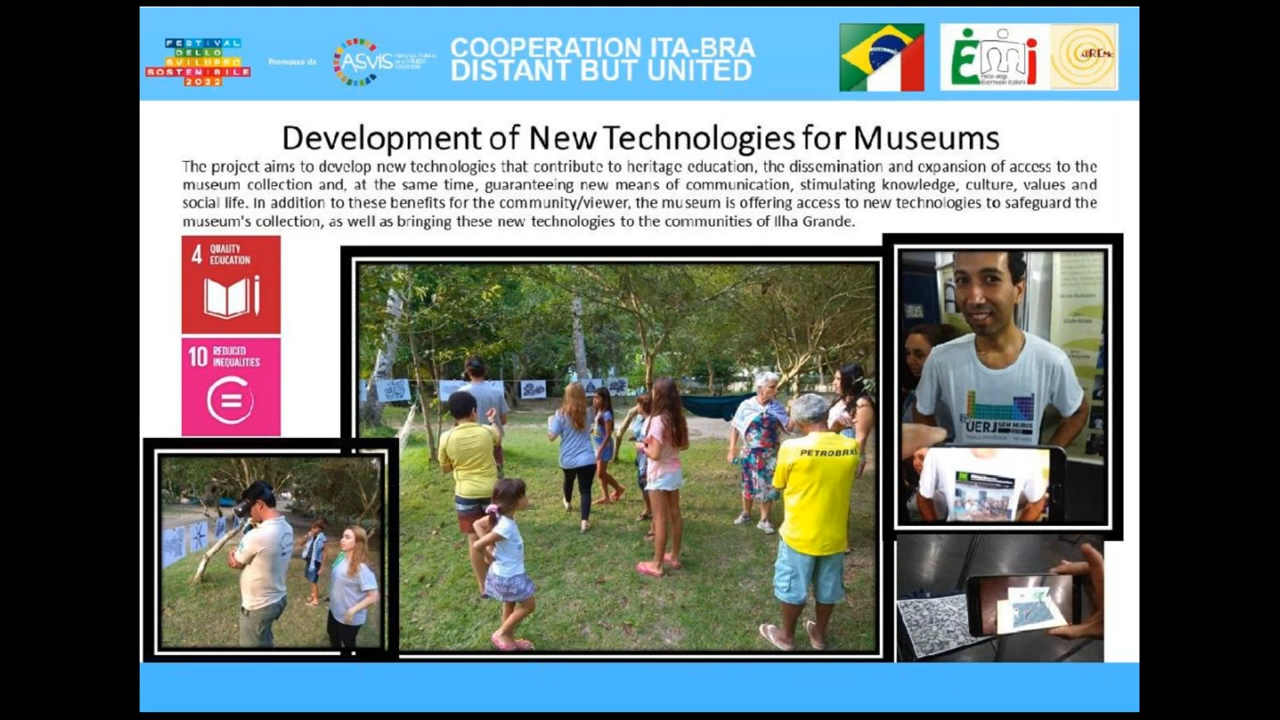 FESTIVAL
DELLO
SVILUPPO
SOSTENIBILE
2022
Promosso da
ASVIS
COOPERATION ITA-BRA
DISTANT BUT UNITED
Development of New Technologies for Museums
The project aims to develop new technologies that contribute to heritage education, the dissemination and expansion of access to the
museum collection and, at the same time, guaranteeing new means of communication, stimulating knowledge, culture, values and
social life. In addition to these benefits for the community/viewer, the museum is offering access to new technologies to safeguard the
museum's collection, as well as bringing these new technologies to the communities of Ilha Grande.
4 QUALITY
EDUCATION
10 REDUCED
INEQUALITIES
PETROBRAS
UERJ SEM MUROS